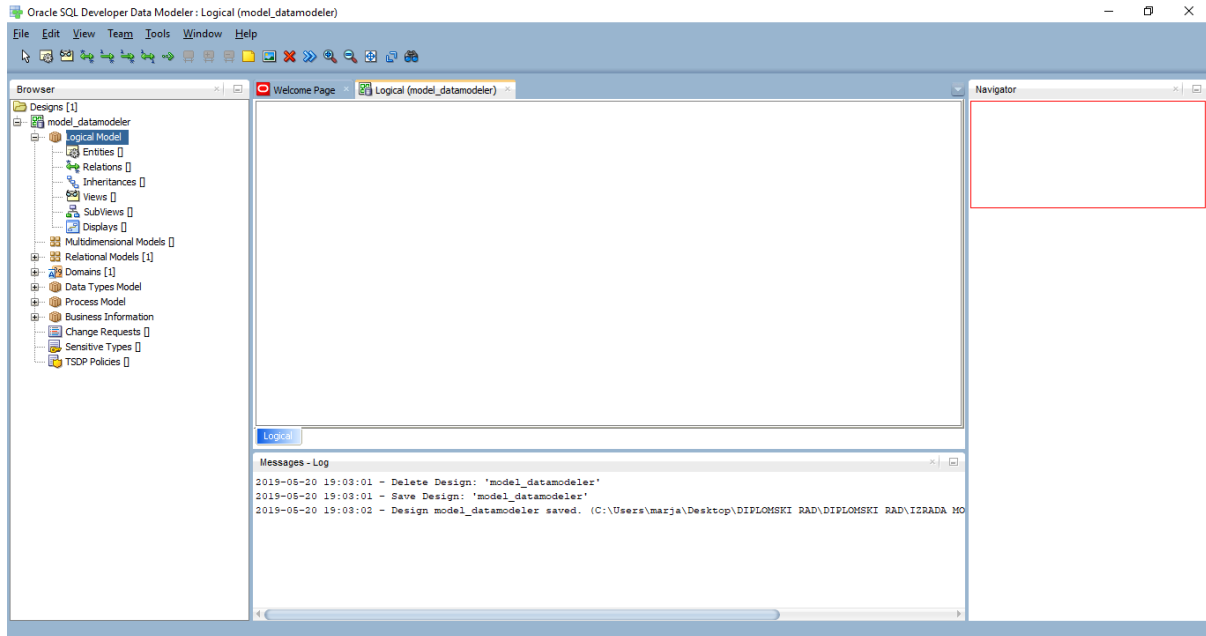 Oracle SQL Developer Data Modeler : Logical (model_datamodeler)
File Edit View Team Tools Window Help
Browser
Designs [1]
model_datamodeler
Logical Model
Entities []
Relations []
Inheritances []
Views []
SubViews []
Displays []
Multidimensional Models []
Relational Models [1]
Domains [1]
Data Types Model
Process Model
Business Information
Change Requests []
Sensitive Types []
TSDP Policies []
Welcome Page
Logical (model_datamodeler)
Logical
Messages - Log
2019-05-20 19:03:01 - Delete Design: 'model_datamodeler'
2019-05-20 19:03:01 - Save Design: 'model_datamodeler'
2019-05-20 19:03:02 - Design model_datamodeler saved. (C:\Users\marja\Desktop\DIPLOMSKI RAD\DIPLOMSKI RAD\IZRADA MO
Navigator